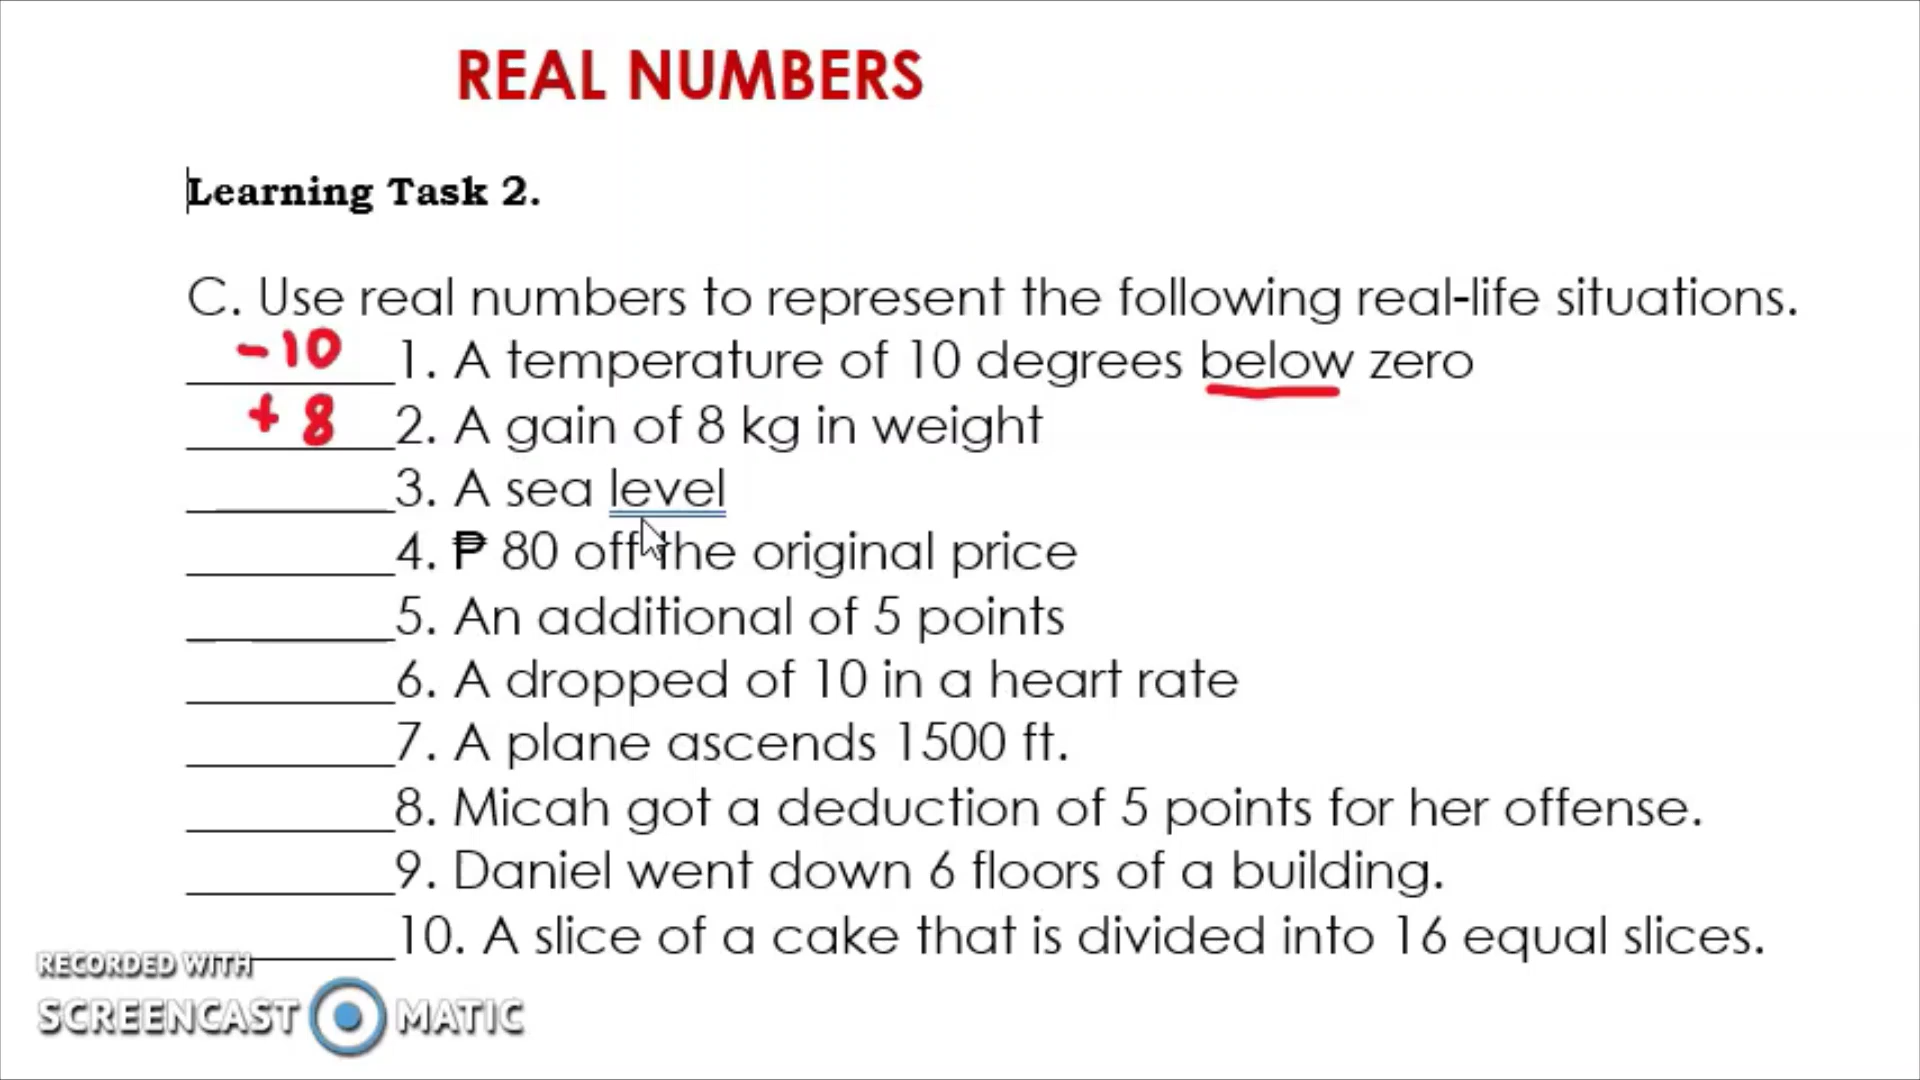 REAL NUMBERS
Learning Task 2.
C. Use real numbers to represent the following real-life situations.
- 10 1. A temperature of 10 degrees below zero
+ 8 2. A gain of 8 kg in weight
3. A sea level
4. ₱ 80 off the original price
5. An additional of 5 points
6. A dropped of 10 in a heart rate
7. A plane ascends 1500 ft.
8. Micah got a deduction of 5 points for her offense.
9. Daniel went down 6 floors of a building.
10. A slice of a cake that is divided into 16 equal slices.
RECORDED WITH
SCREENCAST MATIC